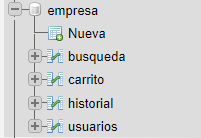 empresa
Nueva
busqueda
carrito
historial
usuarios